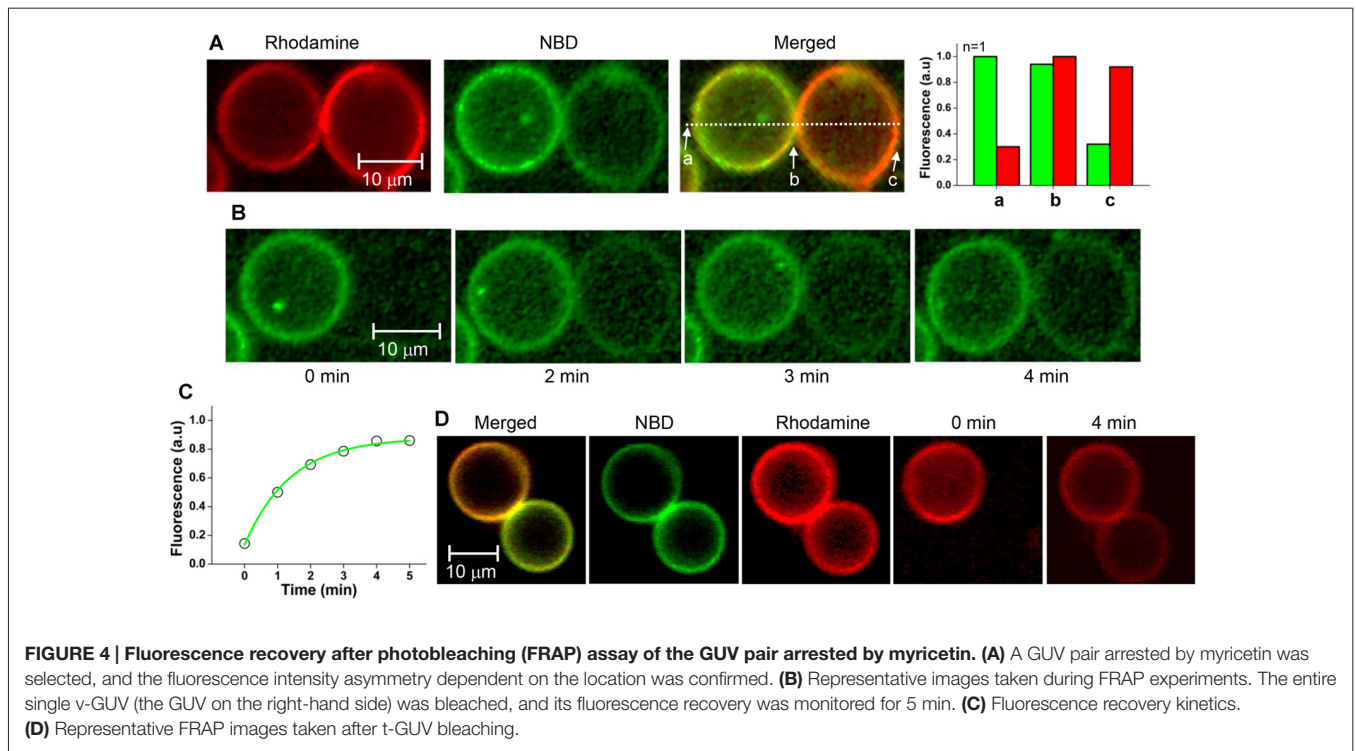 A
Rhodamine
NBD
Merged
10 μm
a
b
c
n=1
Fluorescence (a.u)
1.0
0.8
0.6
0.4
0.2
0.0
a b c
B
10 μm
0 min
2 min
3 min
4 min
C
Fluorescence (a.u)
1.0
0.8
0.6
0.4
0.2
0.0
0 1 2 3 4 5
Time (min)
D
Merged
NBD
Rhodamine
0 min
4 min
10 μm
FIGURE 4 | Fluorescence recovery after photobleaching (FRAP) assay of the GUV pair arrested by myricetin. (A) A GUV pair arrested by myricetin was
selected, and the fluorescence intensity asymmetry dependent on the location was confirmed. (B) Representative images taken during FRAP experiments. The entire
single v-GUV (the GUV on the right-hand side) was bleached, and its fluorescence recovery was monitored for 5 min. (C) Fluorescence recovery kinetics.
(D) Representative FRAP images taken after t-GUV bleaching.